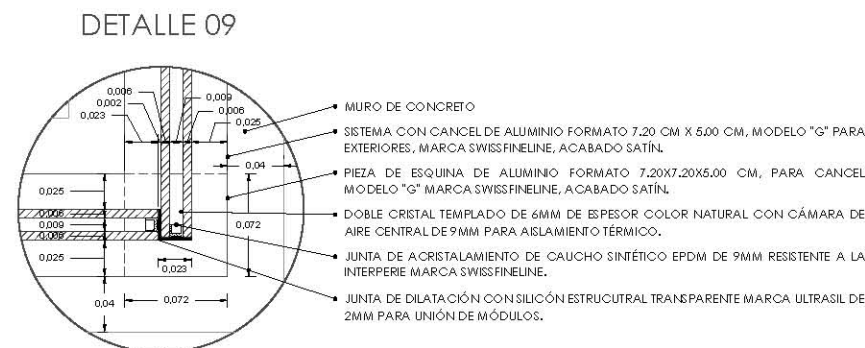 DETALLE 09
0,006
0,002
0,023
0,009
0,006
0,025
0,04
0,025
0,006
0,009
0,006
0,025
0,072
0,023
0,04
0,072
MURO DE CONCRETO
SISTEMA CON CANCEL DE ALUMINIO FORMATO 7.20 CM X 5.00 CM, MODELO "G" PARA
EXTERIORES, MARCA SWISSFINELINE, ACABADO SATÍN.
PIEZA DE ESQUINA DE ALUMINIO FORMATO 7.20X7.20X5.00 CM, PARA CANCEL
MODELO "G" MARCA SWISSFINELINE, ACABADO SATÍN.
DOBLE CRISTAL TEMPLADO DE 6MM DE ESPESOR COLOR NATURAL CON CÁMARA DE
AIRE CENTRAL DE 9MM PARA AISLAMIENTO TÉRMICO.
JUNTA DE ACRISTALAMIENTO DE CAUCHO SINTÉTICO EPDM DE 9MM RESISTENTE A LA
INTERPERIE MARCA SWISSFINELINE.
JUNTA DE DILATACIÓN CON SILICÓN ESTRUCUTRAL TRANSPARENTE MARCA ULTRASIL DE
2MM PARA UNIÓN DE MÓDULOS.